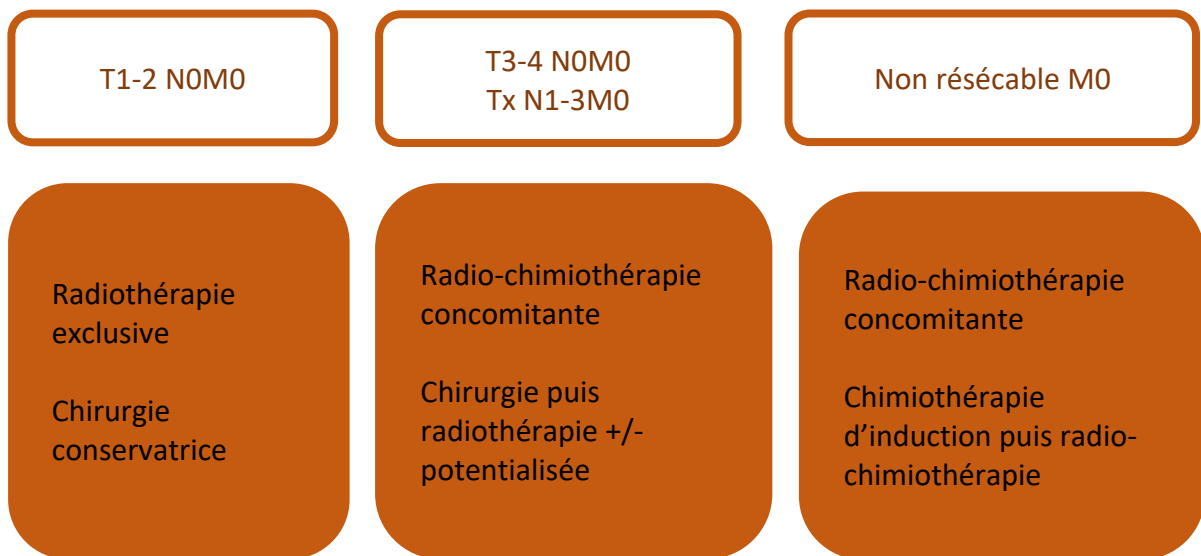 T1-2 N0M0
T3-4 N0M0
Tx N1-3M0
Non résécable M0
Radiothérapie
exclusive
Chirurgie
conservatrice
Radio-chimiothérapie
concomitante
Chirurgie puis
radiothérapie +/-
potentialisée
Radio-chimiothérapie
concomitante
Chimiothérapie
d’induction puis radio-
chimiothérapie